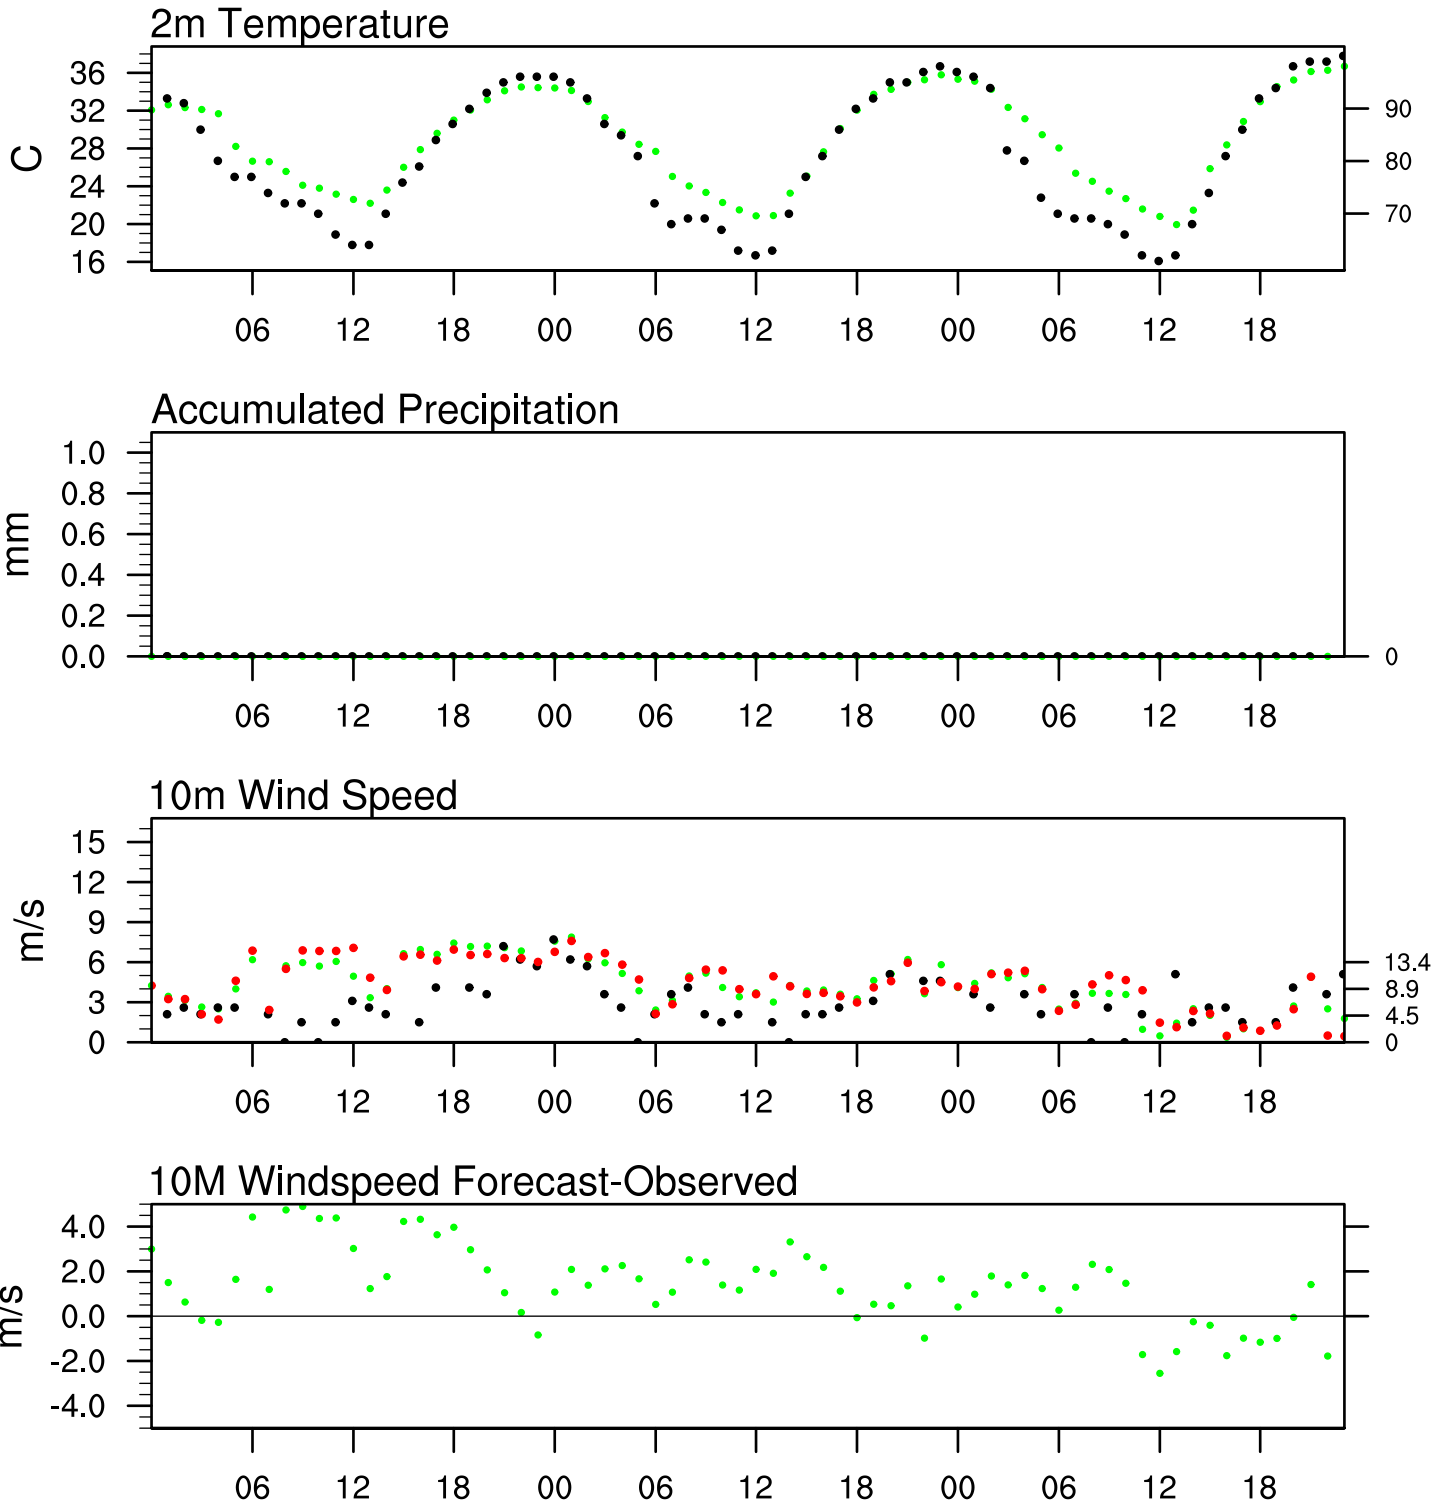 2m Temperature
C
36
32
28
24
20
16
90
80
70
06 12 18 00 06 12 18 00 06 12 18
Accumulated Precipitation
mm
1.0
0.8
0.6
0.4
0.2
0.0
0
06 12 18 00 06 12 18 00 06 12 18
10m Wind Speed
m/s
15
12
9
6
3
0
13.4
8.9
4.5
0
06 12 18 00 06 12 18 00 06 12 18
10M Windspeed Forecast-Observed
m/s
4.0
2.0
0.0
-2.0
-4.0
06 12 18 00 06 12 18 00 06 12 18